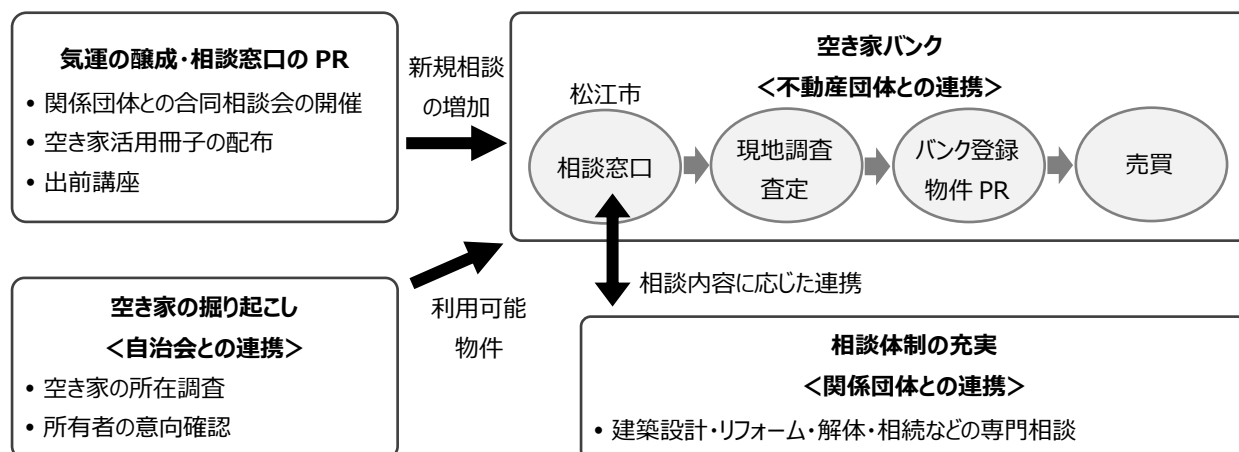 気運の醸成・相談窓口の PR
• 関係団体との合同相談会の開催
• 空き家活用冊子の配布
• 出前講座
新規相談
の増加
空き家バンク
<不動産団体との連携>
松江市
相談窓口
現地調査
査定
バンク登録
物件 PR
売買
空き家の掘り起こし
<自治会との連携>
• 空き家の所在調査
• 所有者の意向確認
利用可能
物件
相談内容に応じた連携
相談体制の充実
<関係団体との連携>
• 建築設計・リフォーム・解体・相続などの専門相談